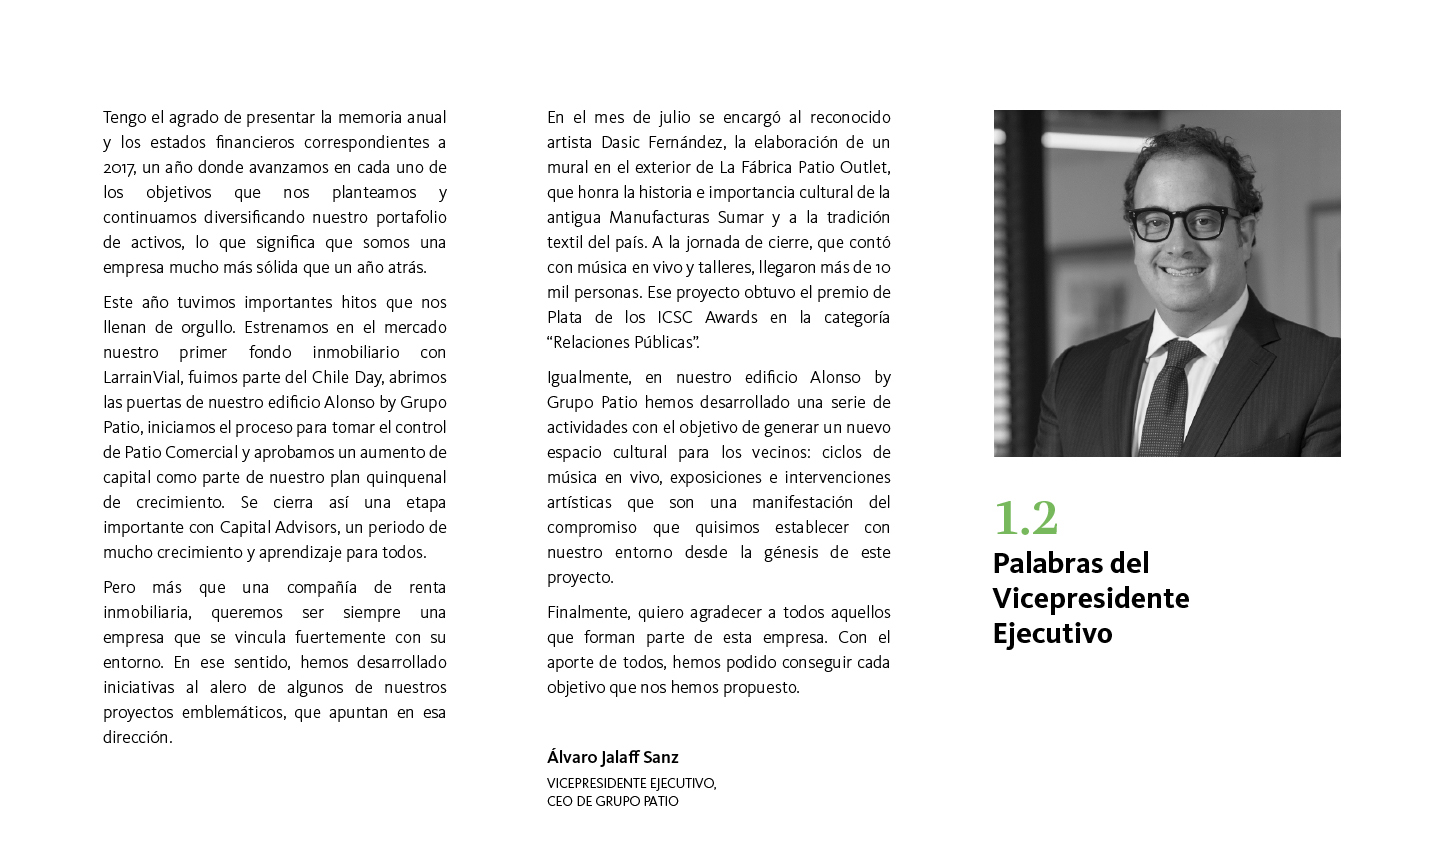 Tengo el agrado de presentar la memoria anual
y los estados financieros correspondientes a
2017, un año donde avanzamos en cada uno de
los objetivos que nos planteamos y
continuamos diversificando nuestro portafolio
de activos, lo que significa que somos una
empresa mucho más sólida que un año atrás.
Este año tuvimos importantes hitos que nos
llenan de orgullo. Estrenamos en el mercado
nuestro primer fondo inmobiliario con
LarrainVial, fuimos parte del Chile Day, abrimos
las puertas de nuestro edificio Alonso by Grupo
Patio, iniciamos el proceso para tomar el control
de Patio Comercial y aprobamos un aumento de
capital como parte de nuestro plan quinquenal
de crecimiento. Se cierra así una etapa
importante con Capital Advisors, un periodo de
mucho crecimiento y aprendizaje para todos.
Pero más que una compañía de renta
inmobiliaria, queremos ser siempre una
empresa que se vincula fuertemente con su
entorno. En ese sentido, hemos desarrollado
iniciativas al alero de algunos de nuestros
proyectos emblemáticos, que apuntan en esa
dirección.
En el mes de julio se encargó al reconocido
artista Dasic Fernández, la elaboración de un
mural en el exterior de La Fábrica Patio Outlet,
que honra la historia e importancia cultural de la
antigua Manufacturas Sumar y a la tradición
textil del país. A la jornada de cierre, que contó
con música en vivo y talleres, llegaron más de 10
mil personas. Ese proyecto obtuvo el premio de
Plata de los ICSC Awards en la categoría
“Relaciones Públicas”.
Igualmente, en nuestro edificio Alonso by
Grupo Patio hemos desarrollado una serie de
actividades con el objetivo de generar un nuevo
espacio cultural para los vecinos: ciclos de
música en vivo, exposiciones e intervenciones
artísticas que son una manifestación del
compromiso que quisimos establecer con
nuestro entorno desde la génesis de este
proyecto.
Finalmente, quiero agradecer a todos aquellos
que forman parte de esta empresa. Con el
aporte de todos, hemos podido conseguir cada
objetivo que nos hemos propuesto.
Álvaro Jalaff Sanz
VICEPRESIDENTE EJECUTIVO,
CEO DE GRUPO PATIO
1.2
Palabras del
Vicepresidente
Ejecutivo